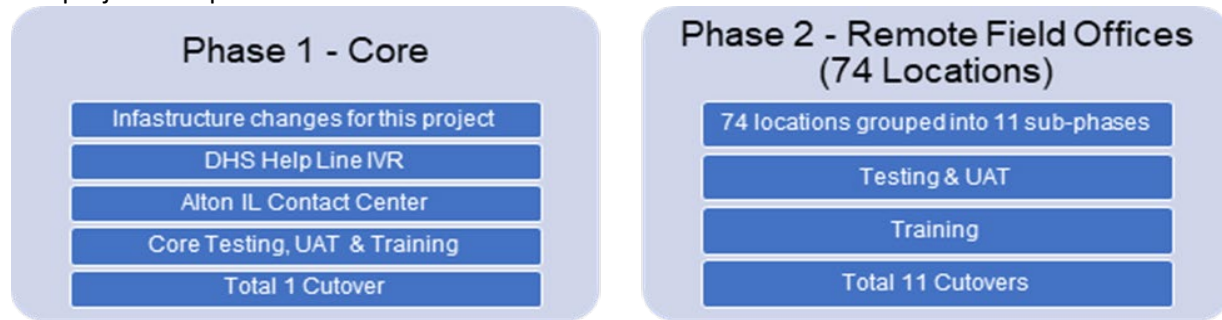 Phase 1 - Core
Infastructure changes for this project
DHS Help Line IVR
Alton IL Contact Center
Core Testing, UAT & Training
Total 1 Cutover
Phase 2 - Remote Field Offices
(74 Locations)
74 locations grouped into 11 sub-phases
Testing & UAT
Training
Total 11 Cutovers